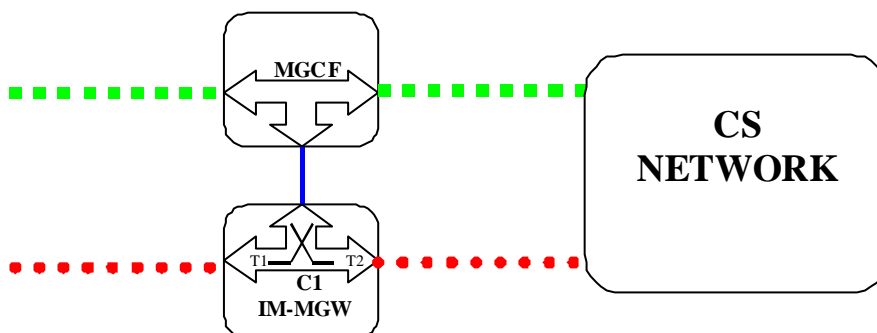 MGCF
CS
NETWORK
T1 T2
C1
IM-MGW